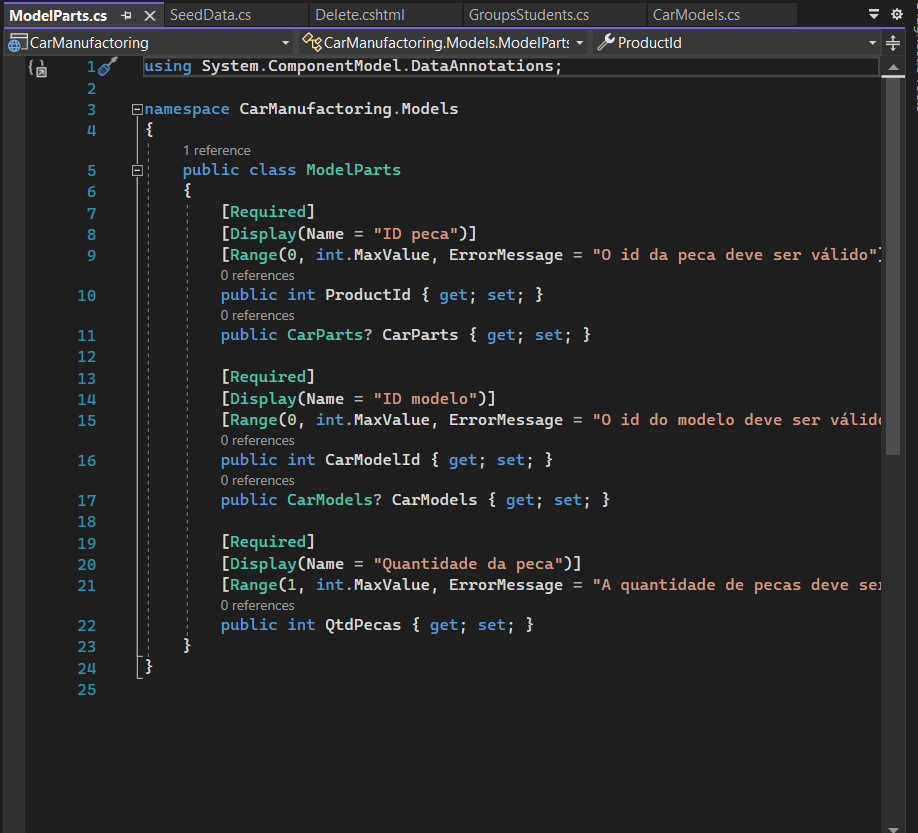 ModelParts.cs SeedData.cs Delete.cshtml GroupsStudents.cs CarModels.cs
CarManufactoring CarManufactoring.Models.ModelParts ProductId
1 using System.ComponentModel.DataAnnotations;
2
3 namespace CarManufactoring.Models
4 {
1 reference
5 public class ModelParts
6 {
7 [Required]
8 [Display(Name = "ID peca")]
9 [Range(0, int.MaxValue, ErrorMessage = "O id da peca deve ser válido")
0 references
10 public int ProductId { get; set; }
0 references
11 public CarParts? CarParts { get; set; }
12
13 [Required]
14 [Display(Name = "ID modelo")]
15 [Range(0, int.MaxValue, ErrorMessage = "O id do modelo deve ser válido
0 references
16 public int CarModelId { get; set; }
0 references
17 public CarModels? CarModels { get; set; }
18
19 [Required]
20 [Display(Name = "Quantidade da peca")]
21 [Range(1, int.MaxValue, ErrorMessage = "A quantidade de pecas deve ser
0 references
22 public int QtdPecas { get; set; }
23 }
24 }
25